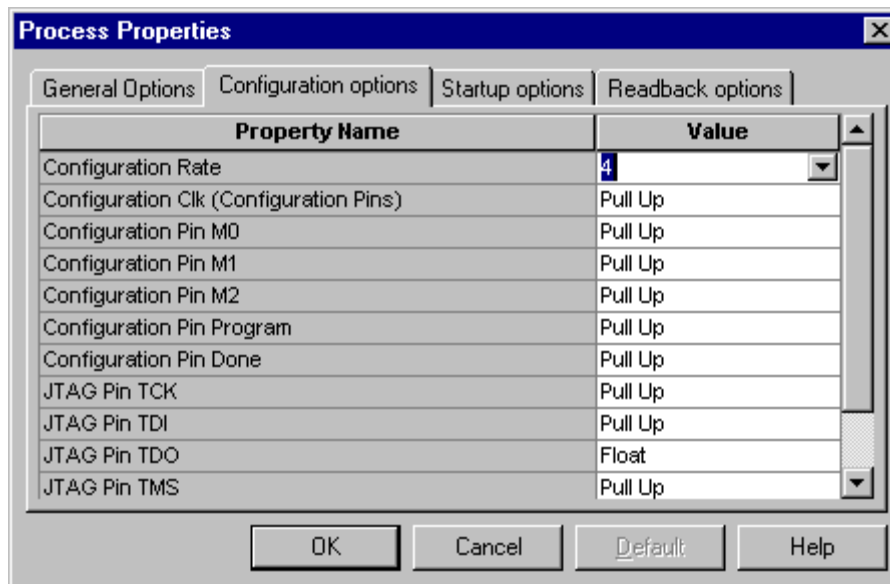 Process Properties
General Options Configuration options Startup options Readback options
Property Name Value
Configuration Rate 4
Configuration Clk (Configuration Pins) Pull Up
Configuration Pin M0 Pull Up
Configuration Pin M1 Pull Up
Configuration Pin M2 Pull Up
Configuration Pin Program Pull Up
Configuration Pin Done Pull Up
JTAG Pin TCK Pull Up
JTAG Pin TDI Pull Up
JTAG Pin TDO Float
JTAG Pin TMS Pull Up
OK Cancel Default Help